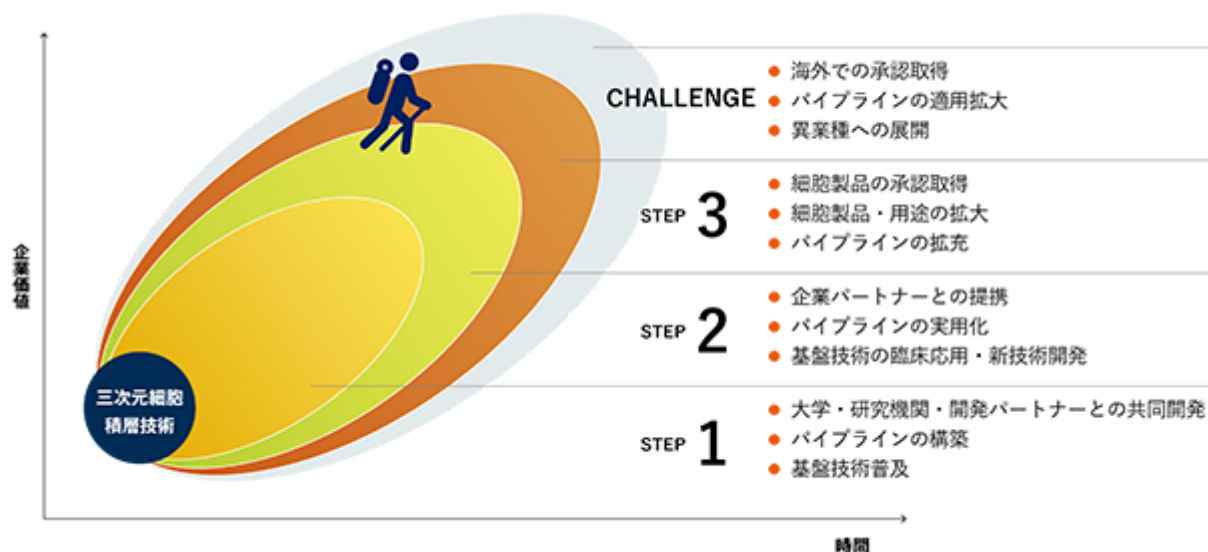 企業価値
三次元細胞
積層技術
CHALLENGE
● 海外での承認取得
● パイプラインの適用拡大
● 異業種への展開
STEP 3
● 細胞製品の承認取得
● 細胞製品・用途の拡大
● パイプラインの拡充
STEP 2
● 企業パートナーとの提携
● パイプラインの実用化
● 基盤技術の臨床応用・新技術開発
STEP 1
● 大学・研究機関・開発パートナーとの共同開発
● パイプラインの構築
● 基盤技術普及
時間